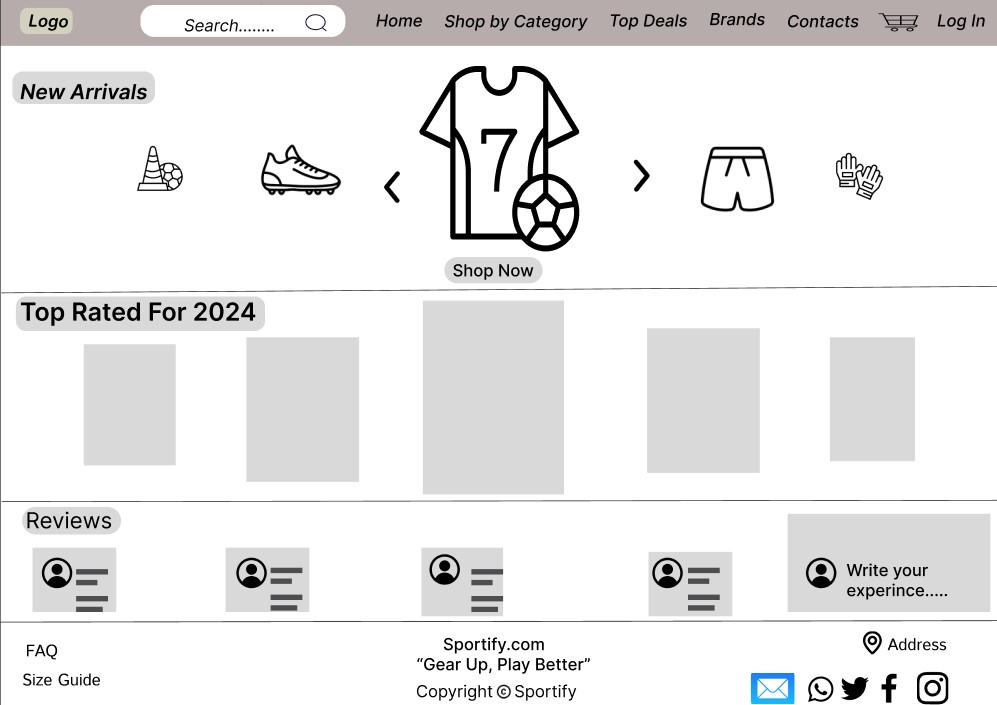 Logo
Search........
Home
Shop by Category
Top Deals
Brands
Contacts
Log In
New Arrivals
7
Shop Now
Top Rated For 2024
Reviews
Write your
experince.....
FAQ
Size Guide
Sportify.com
“Gear Up, Play Better”
Copyright © Sportify
Address